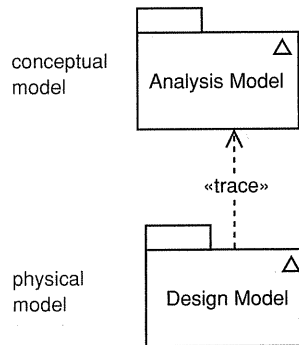 conceptual
model
Analysis Model
«trace»
physical
model
Design Model